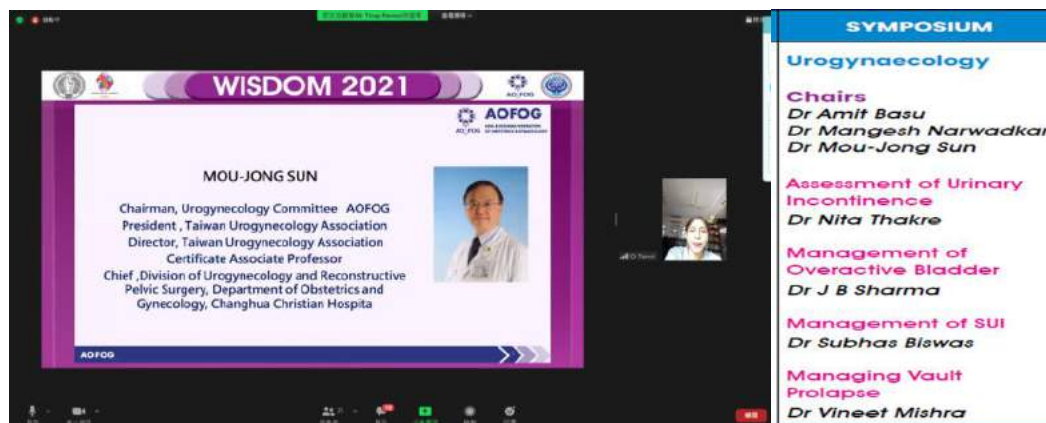 WISDOM 2021
AO_FOG
AOFOG
AO_FOG
MOU-JONG SUN
Chairman, Urogynecology Committee AOFOG
President , Taiwan Urogynecology Association
Director, Taiwan Urogynecology Association
Certificate Associate Professor
Chief ,Division of Urogynecology and Reconstructive
Pelvic Surgery, Department of Obstetrics and
Gynecology, Changhua Christian Hospita
AOFOG
SYMPOSIUM
Urogynaecology
Chairs
Dr Amit Basu
Dr Mangesh Narwadkar
Dr Mou-Jong Sun
Assessment of Urinary
Incontinence
Dr Nita Thakre
Management of
Overactive Bladder
Dr J B Sharma
Management of SUI
Dr Subhas Biswas
Managing Vault
Prolapse
Dr Vineet Mishra